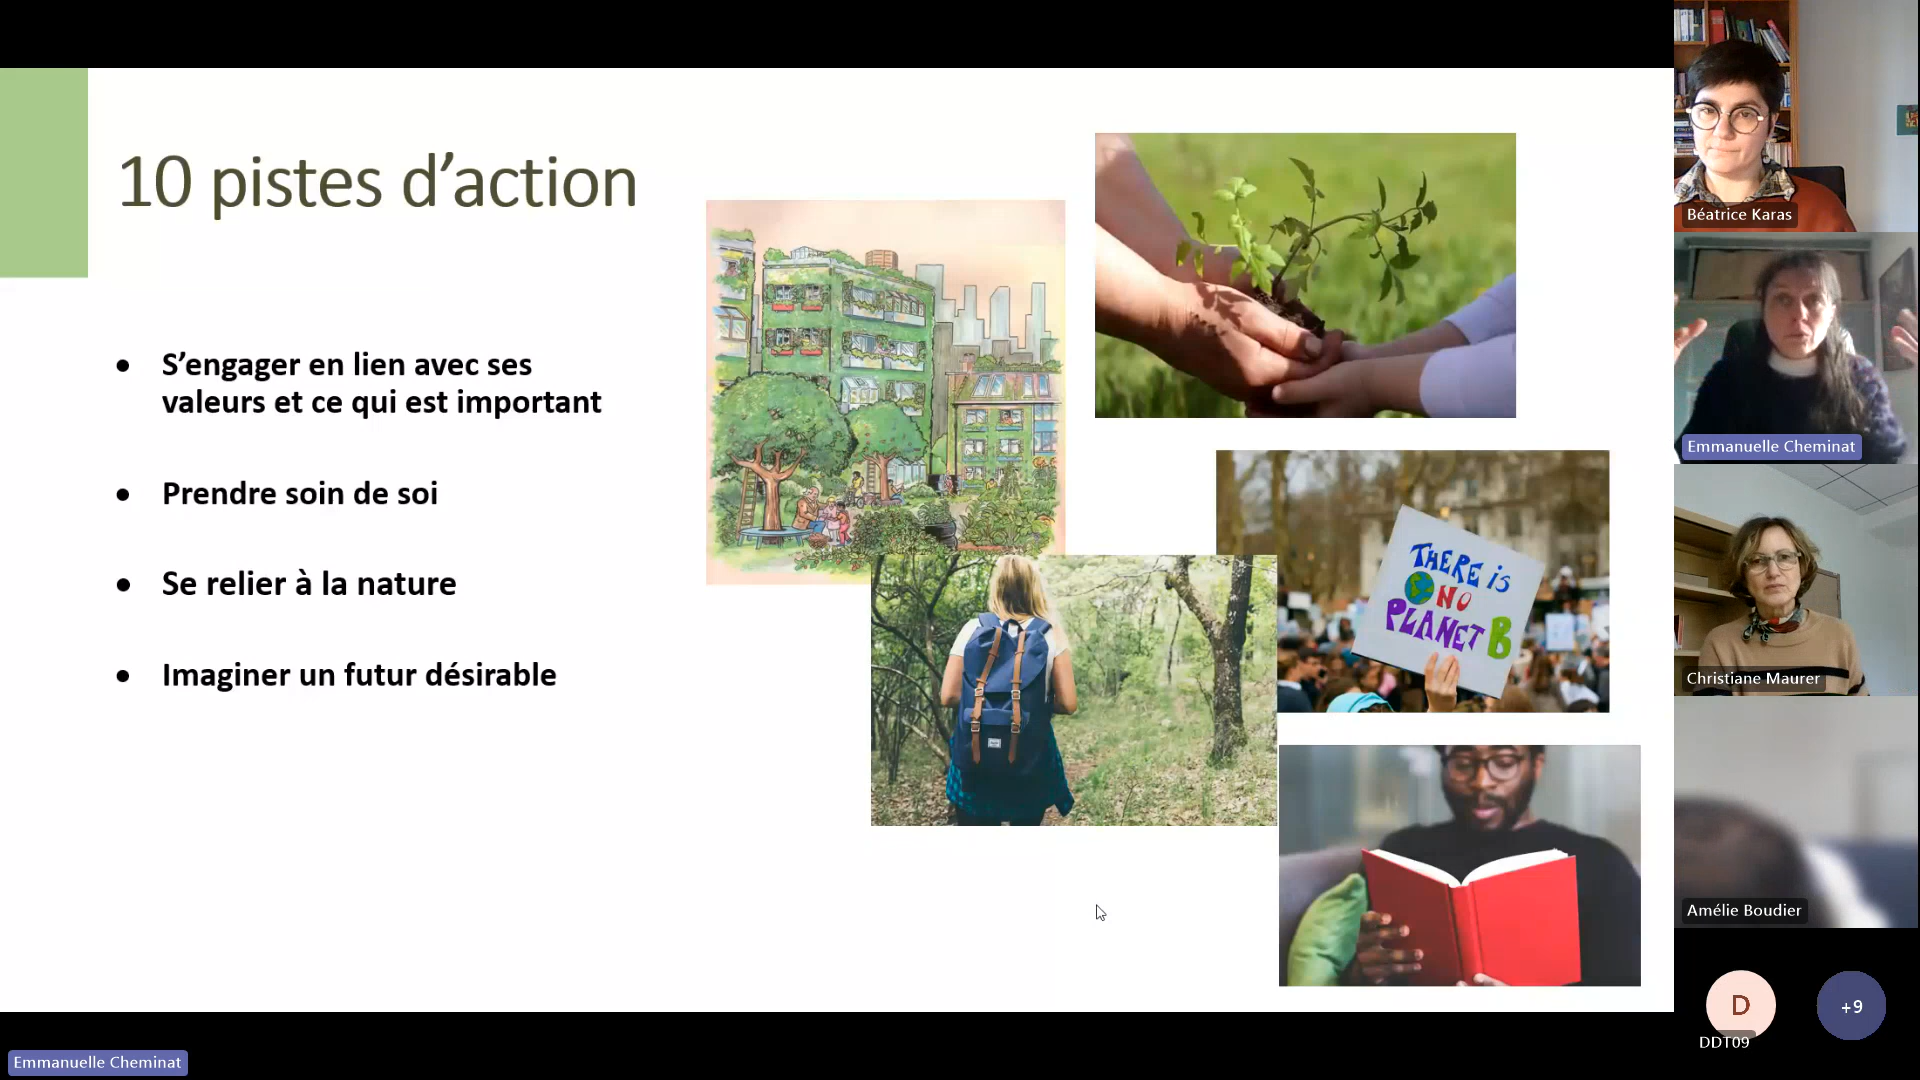 10 pistes d’action
• S’engager en lien avec ses
valeurs et ce qui est important
• Prendre soin de soi
• Se relier à la nature
• Imaginer un futur désirable
THERE is
NO
PLANET B
Béatrice Karas
Emmanuelle Cheminat
Christiane Maurer
Amélie Boudier
D
DDT09
+9
Emmanuelle Cheminat